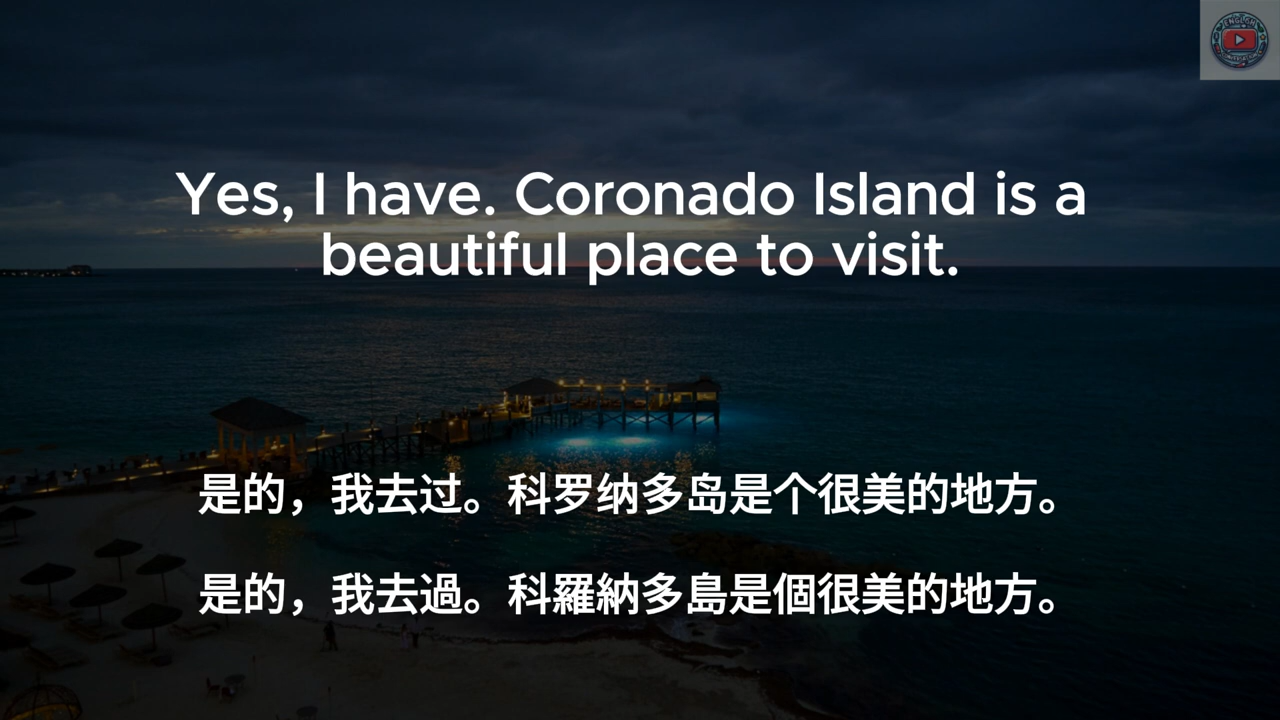 Yes, I have. Coronado Island is a
beautiful place to visit.
是的，我去过。科罗纳多岛是个很美的地方。
是的，我去過。科羅納多島是個很美的地方。